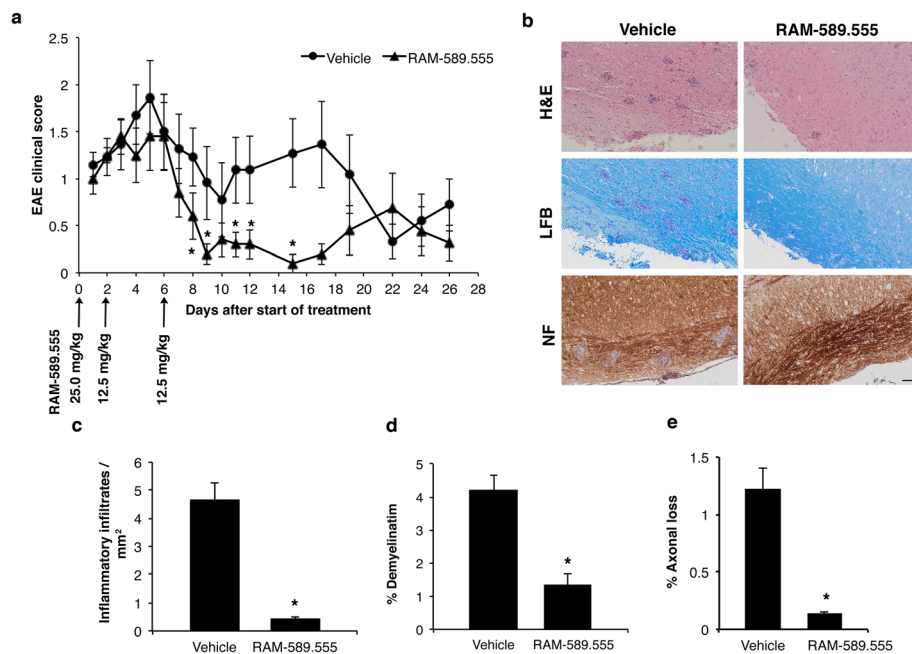 a
Vehicle
RAM-589.555
EAE clinical score
2.5
2
1.5
1
0.5
0
0 2 4 6 8 10 12 14 16 18 20 22 24 26 28
* * * * * *
Days after start of treatment
RAM-589.555
25.0 mg/kg
12.5 mg/kg
12.5 mg/kg
b
Vehicle RAM-589.555
H&E
LFB
NF
c
Inflammatory infiltrates /
mm²
6
5
4
3
2
1
0
*
Vehicle RAM-589.555
d
% Demyelinatim
5
4
3
2
1
0
*
Vehicle RAM-589.555
e
% Axonal loss
1.5
1
0.5
0
*
Vehicle RAM-589.555